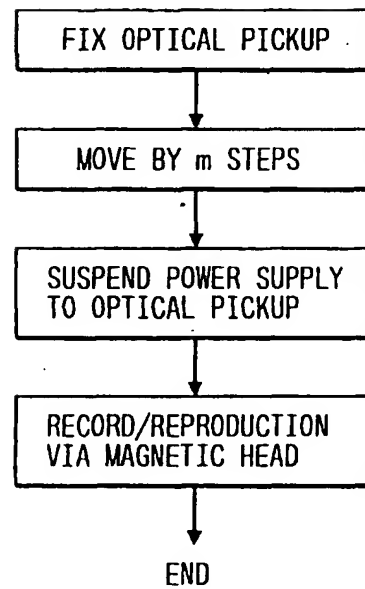 FIX OPTICAL PICKUP
MOVE BY m STEPS
SUSPEND POWER SUPPLY
TO OPTICAL PICKUP
RECORD/REPRODUCTION
VIA MAGNETIC HEAD
END